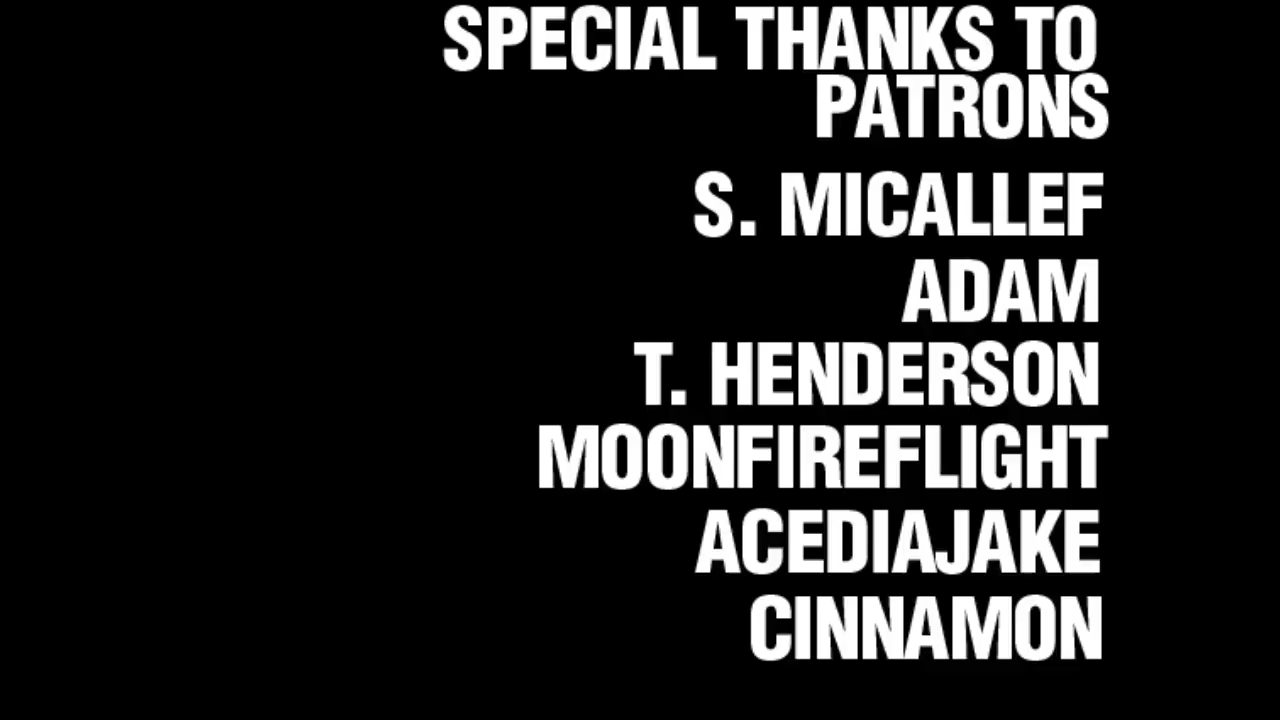 SPECIAL THANKS TO
PATRONS
S. MICALLEF
ADAM
T. HENDERSON
MOONFIREFLIGHT
ACEDIAJAKE
CINNAMON